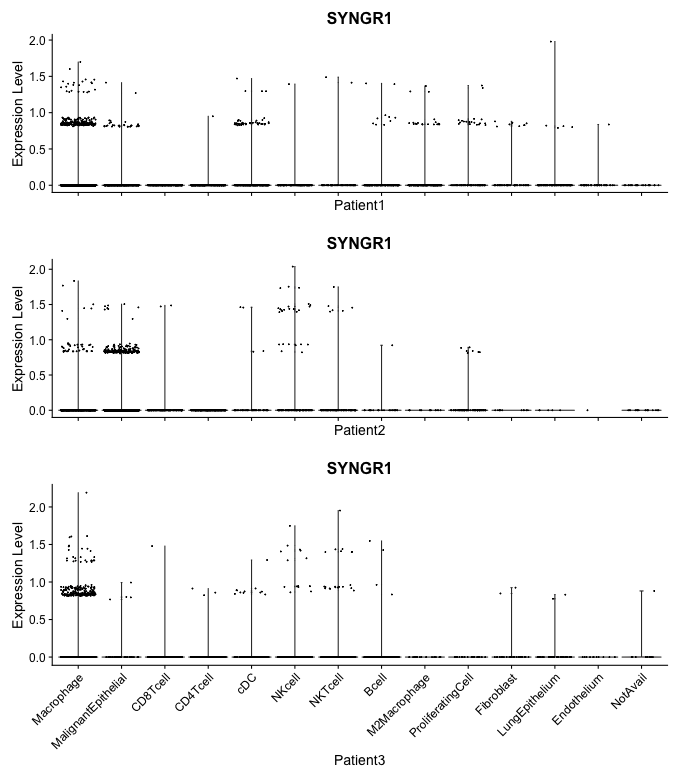 SYNGR1
Expression Level
2.0
1.5
1.0
0.5
0.0
Patient1
SYNGR1
Expression Level
2.0
1.5
1.0
0.5
0.0
Patient2
SYNGR1
Expression Level
2.0
1.5
1.0
0.5
0.0
Macrophage
MalignantEpithelial
CD8Tcell
CD4Tcell
cDC
NKcell
NKTcell
Bcell
M2Macrophage
ProliferatingCell
Fibroblast
LungEpithelium
Endothelium
NotAvail
Patient3